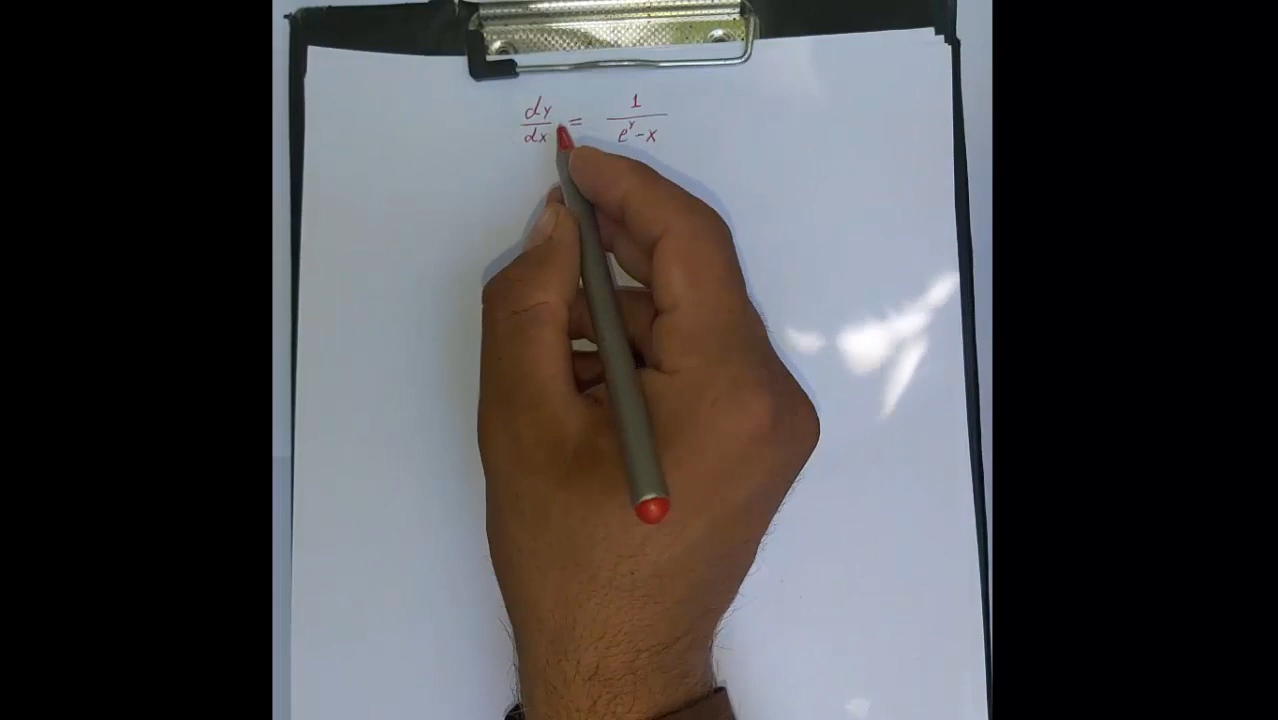 dy/dx = 1/(e^y - x)